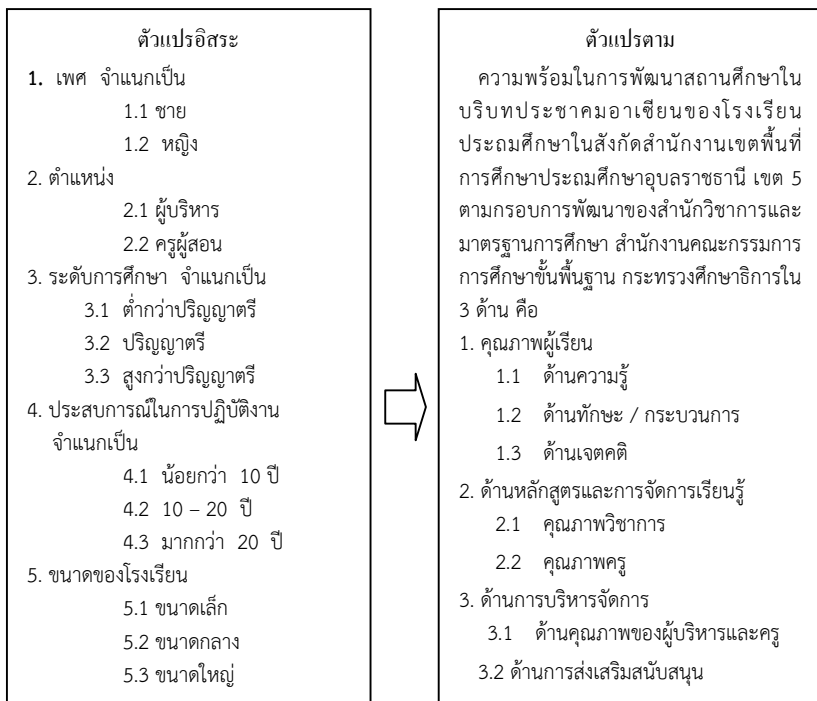 ตัวแปรอิสระ
1. เพศ จำแนกเป็น
1.1 ชาย
1.2 หญิง
2. ตำแหน่ง
2.1 ผู้บริหาร
2.2 ครูผู้สอน
3. ระดับการศึกษา จำแนกเป็น
3.1 ต่ำกว่าปริญญาตรี
3.2 ปริญญาตรี
3.3 สูงกว่าปริญญาตรี
4. ประสบการณ์ในการปฏิบัติงาน
จำแนกเป็น
4.1 น้อยกว่า 10 ปี
4.2 10 – 20 ปี
4.3 มากกว่า 20 ปี
5. ขนาดของโรงเรียน
5.1 ขนาดเล็ก
5.2 ขนาดกลาง
5.3 ขนาดใหญ่
ตัวแปรตาม
ความพร้อมในการพัฒนาสถานศึกษาใน
บริบทประชาคมอาเซียนของโรงเรียน
ประถมศึกษาในสังกัดสำนักงานเขตพื้นที่
การศึกษาประถมศึกษาอุบลราชธานี เขต 5
ตามกรอบการพัฒนาของสำนักวิชาการและ
มาตรฐานการศึกษา สำนักงานคณะกรรมการ
การศึกษาขั้นพื้นฐาน กระทรวงศึกษาธิการใน
3 ด้าน คือ
1. คุณภาพผู้เรียน
1.1 ด้านความรู้
1.2 ด้านทักษะ / กระบวนการ
1.3 ด้านเจตคติ
2. ด้านหลักสูตรและการจัดการเรียนรู้
2.1 คุณภาพวิชาการ
2.2 คุณภาพครู
3. ด้านการบริหารจัดการ
3.1 ด้านคุณภาพของผู้บริหารและครู
3.2 ด้านการส่งเสริมสนับสนุน